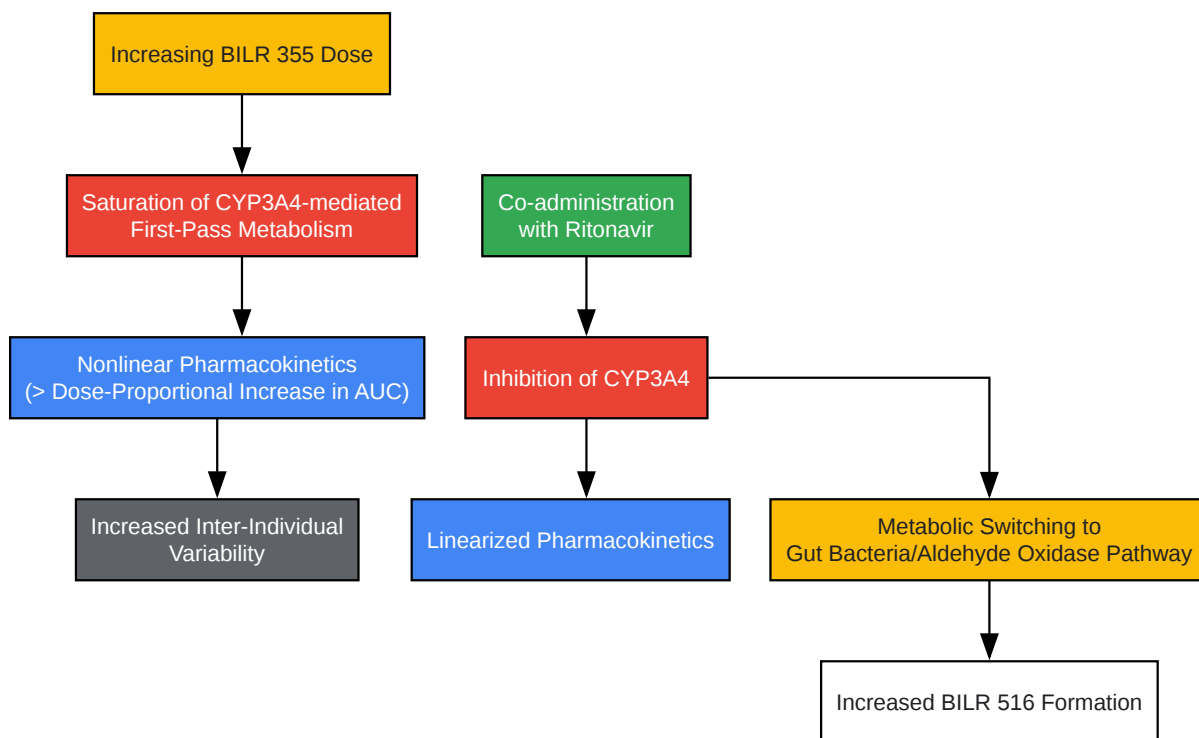 Increasing BILR 355 Dose
Saturation of CYP3A4-mediated
First-Pass Metabolism
Co-administration
with Ritonavir
Nonlinear Pharmacokinetics
(> Dose-Proportional Increase in AUC)
Inhibition of CYP3A4
Increased Inter-Individual
Variability
Linearized Pharmacokinetics
Metabolic Switching to
Gut Bacteria/Aldehyde Oxidase Pathway
Increased BILR 516 Formation